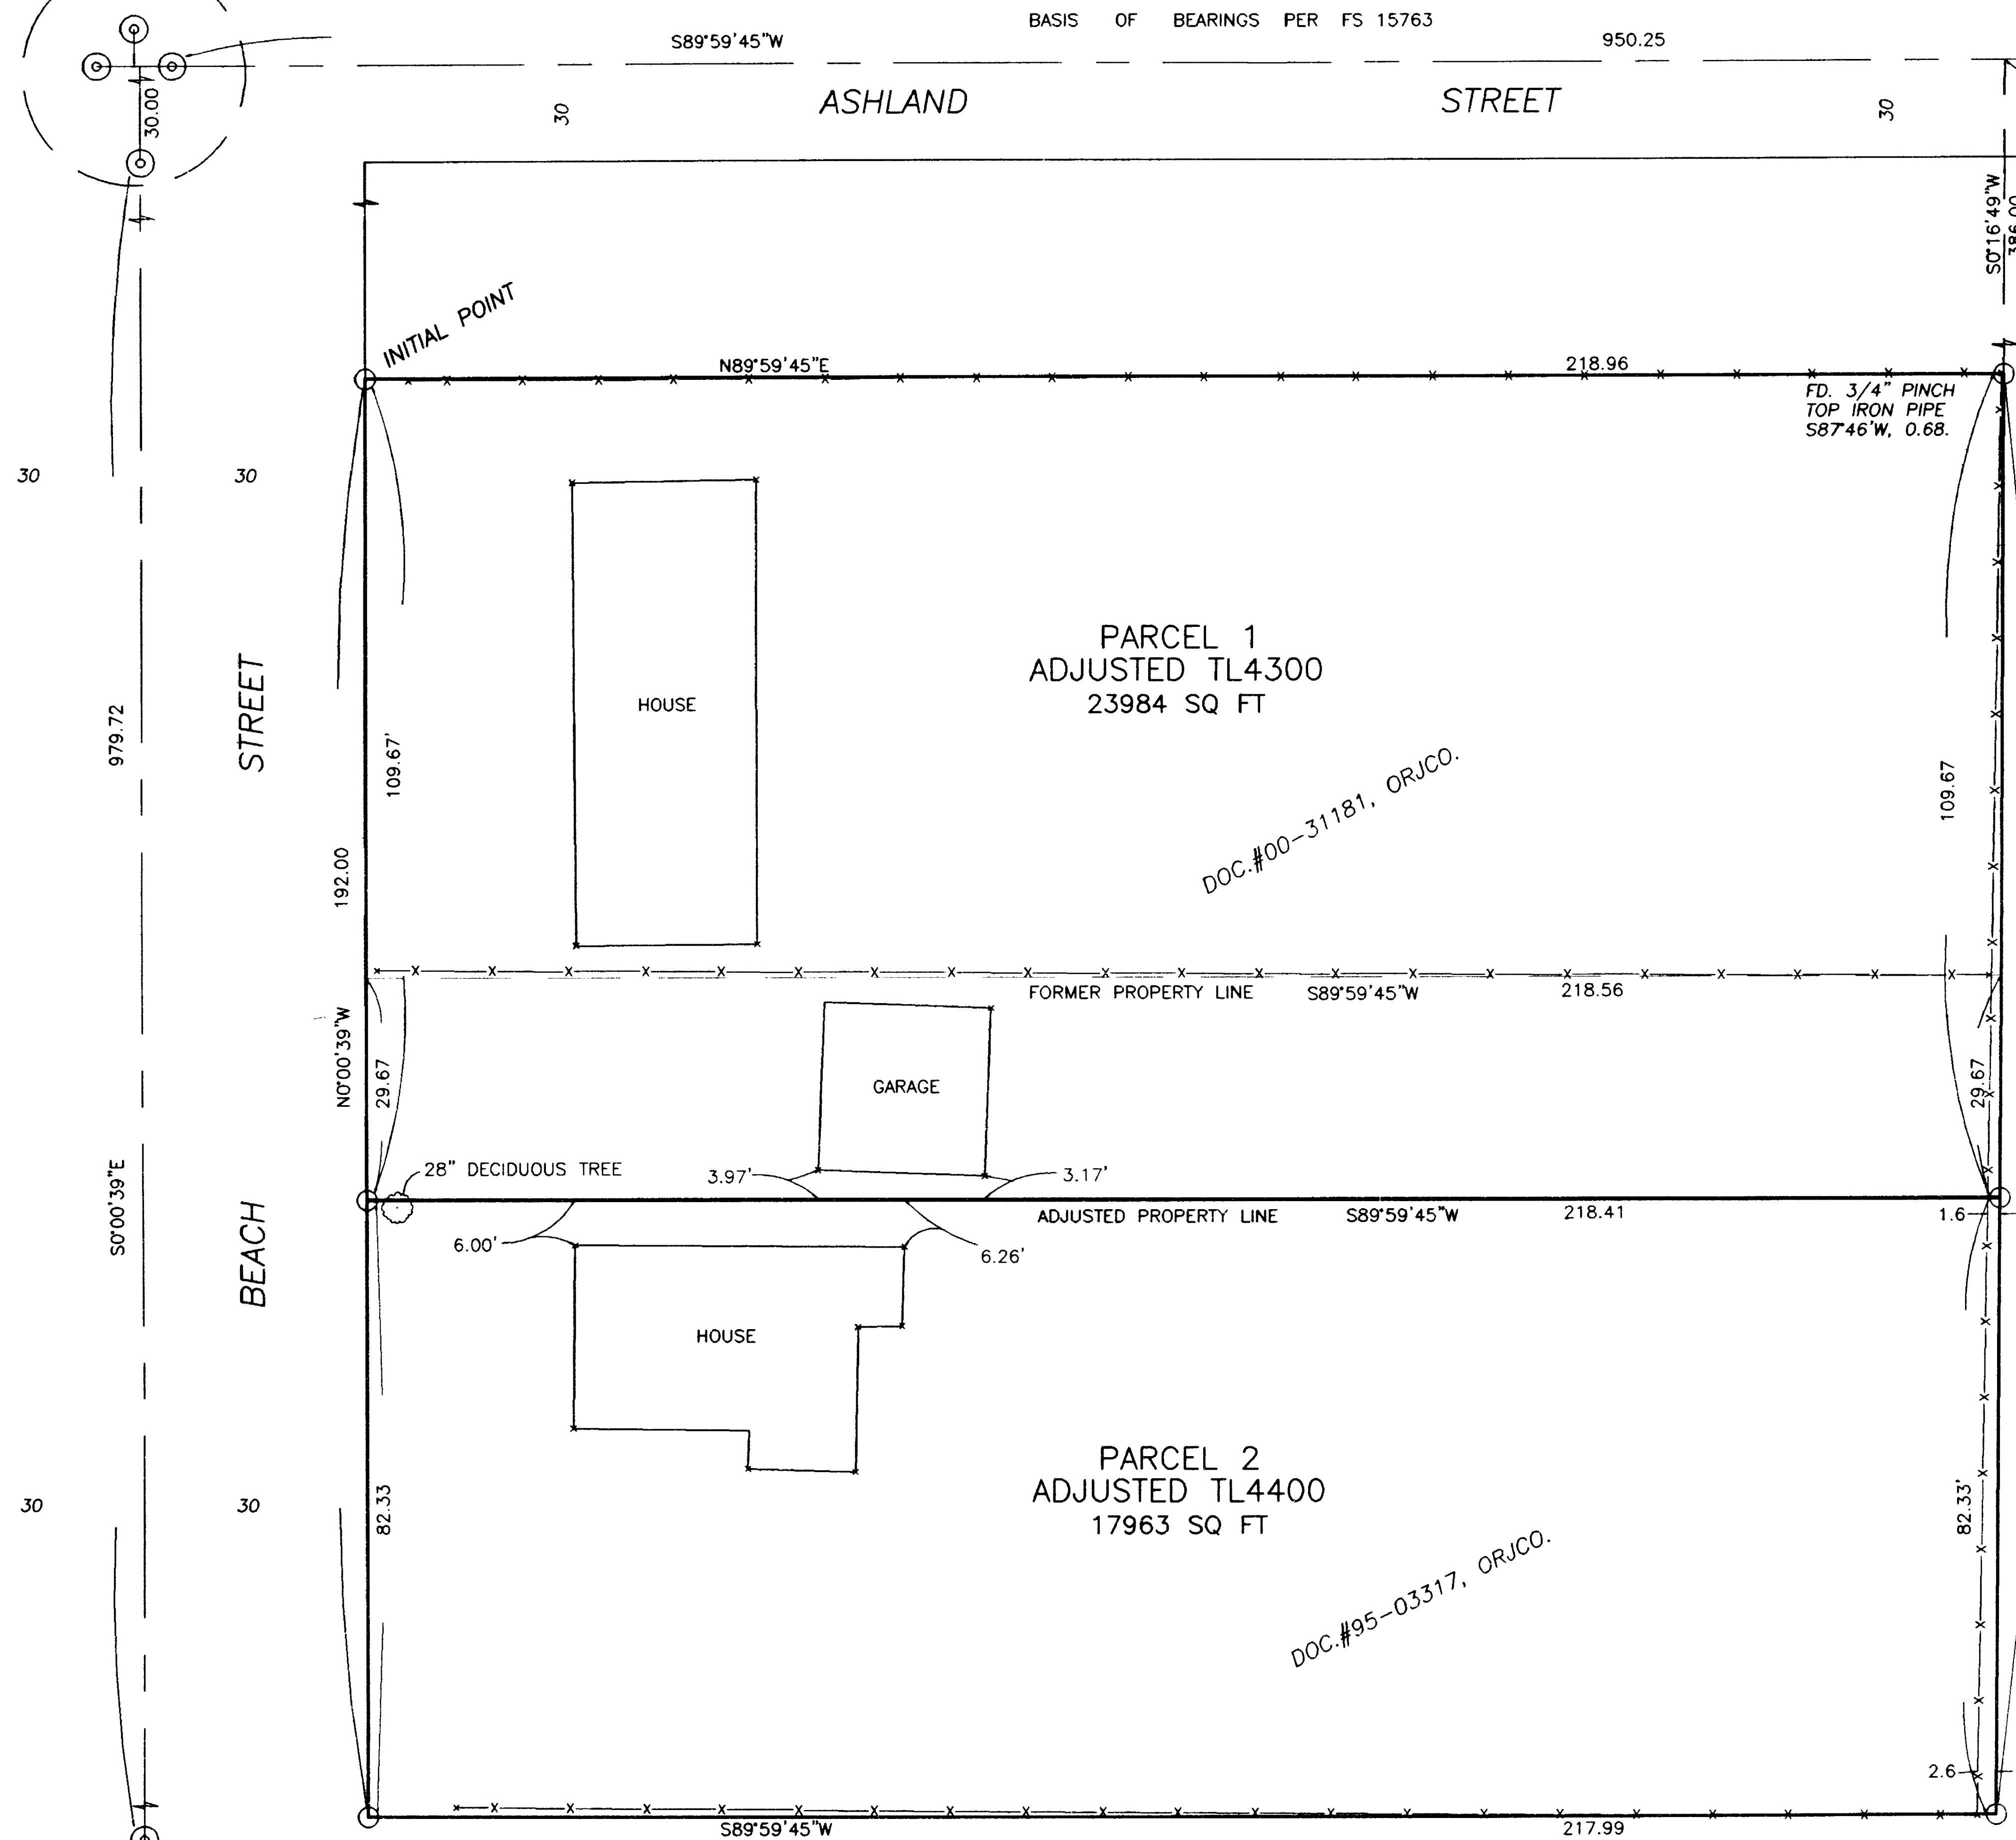 BASIS OF BEARINGS PER FS 15763
S89°59'45"W 950.25
ASHLAND STREET
30 30
30.00
S0°16'49"W
386.00
INITIAL POINT
N89°59'45"E 218.96
FD. 3/4" PINCH
TOP IRON PIPE
S87°46'W, 0.68.
30 30
HOUSE
PARCEL 1
ADJUSTED TL4300
23984 SQ FT
DOC.#00-31181, ORJCO.
979.72
STREET
109.67'
109.67
192.00
FORMER PROPERTY LINE S89°59'45"W 218.56
N0°00'39"W
29.67
29.67
GARAGE
28" DECIDUOUS TREE
3.97'
3.17'
S0°00'39"E
BEACH
ADJUSTED PROPERTY LINE S89°59'45"W 218.41
1.6
6.00'
6.26'
HOUSE
PARCEL 2
ADJUSTED TL4400
17963 SQ FT
30 30
82.33
82.33'
DOC.#95-03317, ORJCO.
2.6
S89°59'45"W 217.99